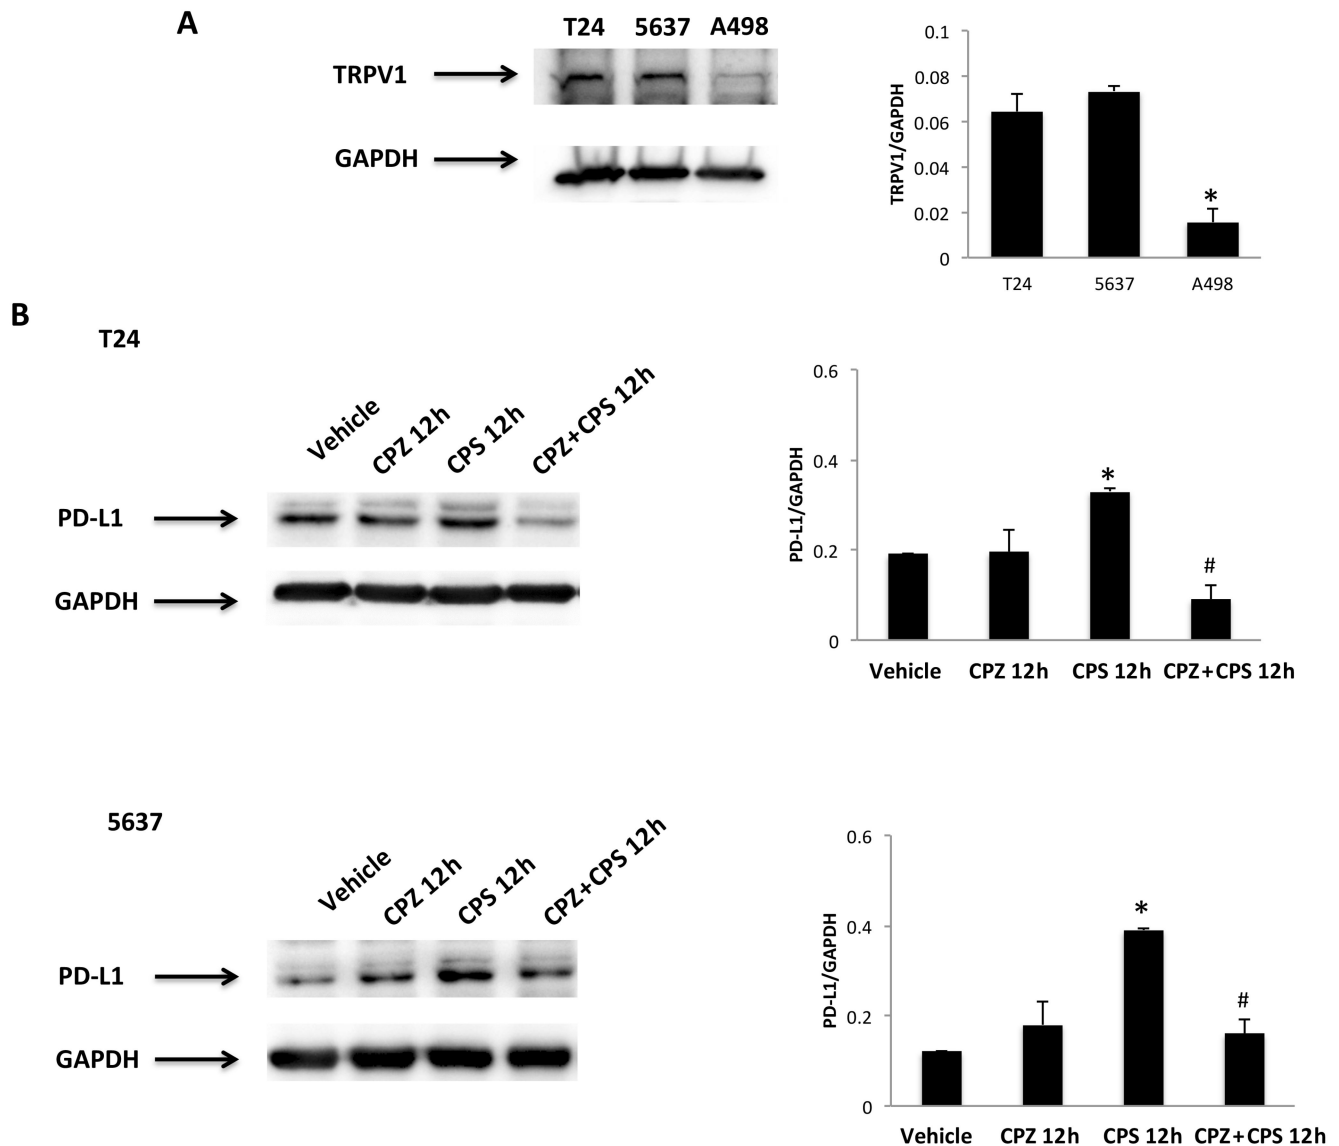 A
T24 5637 A498
TRPV1
GAPDH
TRPV1/GAPDH
0.1
0.08
0.06
0.04
0.02
0
*
T24 5637 A498
B
T24
Vehicle
CPZ 12h
CPS 12h
CPZ+CPS 12h
PD-L1
GAPDH
PD-L1/GAPDH
0.6
0.4
0.2
0
*
#
Vehicle CPZ 12h CPS 12h CPZ+CPS 12h
5637
Vehicle
CPZ 12h
CPS 12h
CPZ+CPS 12h
PD-L1
GAPDH
PD-L1/GAPDH
0.6
0.4
0.2
0
*
#
Vehicle CPZ 12h CPS 12h CPZ+CPS 12h